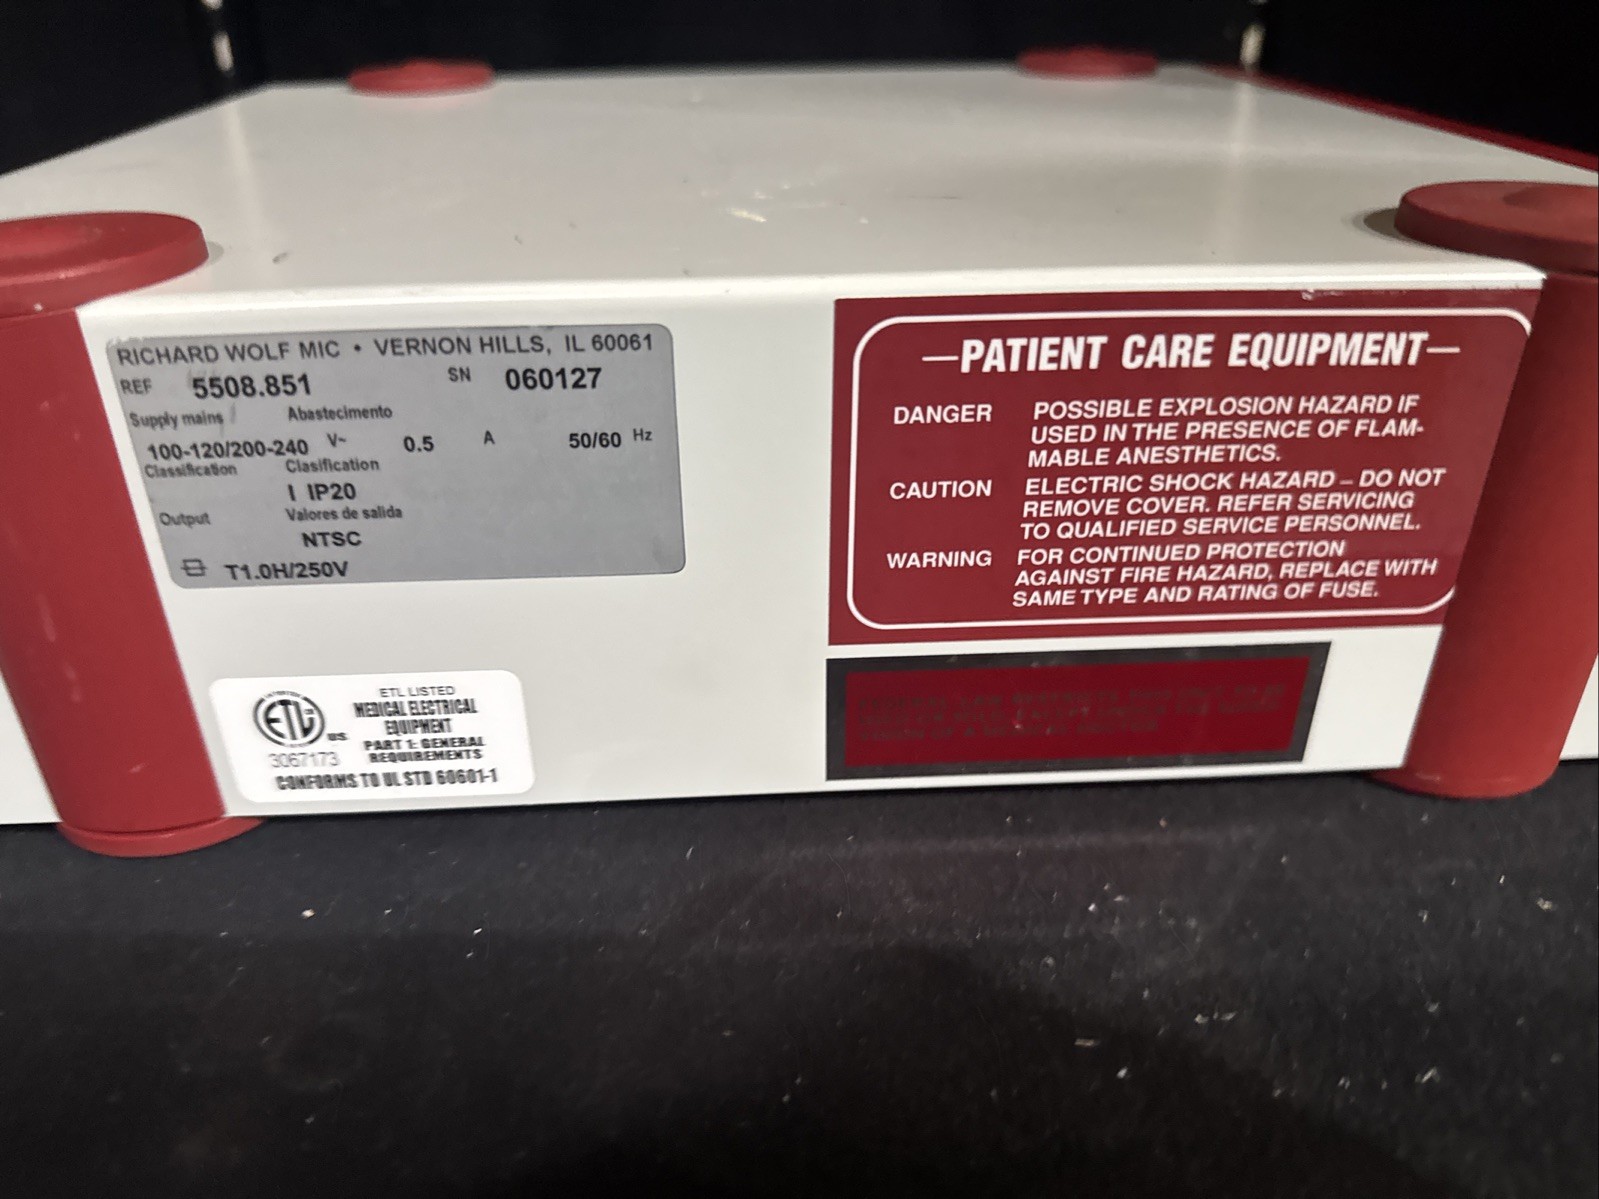 RICHARD WOLF MIC • VERNON HILLS, IL 60061
REF 5508.851 SN 060127
Supply mains Abastecimento
100-120/200-240 V~ 0.5 A 50/60 Hz
Classification Clasification
I IP20
Output Valores de salida
NTSC
T1.0H/250V
ETL LISTED
MEDICAL ELECTRICAL
EQUIPMENT
PART 1: GENERAL
REQUIREMENTS
CONFORMS TO UL STD 60601-1
ETL
US
3067173
—PATIENT CARE EQUIPMENT—
DANGER POSSIBLE EXPLOSION HAZARD IF
USED IN THE PRESENCE OF FLAM-
MABLE ANESTHETICS.
CAUTION ELECTRIC SHOCK HAZARD – DO NOT
REMOVE COVER. REFER SERVICING
TO QUALIFIED SERVICE PERSONNEL.
WARNING FOR CONTINUED PROTECTION
AGAINST FIRE HAZARD, REPLACE WITH
SAME TYPE AND RATING OF FUSE.